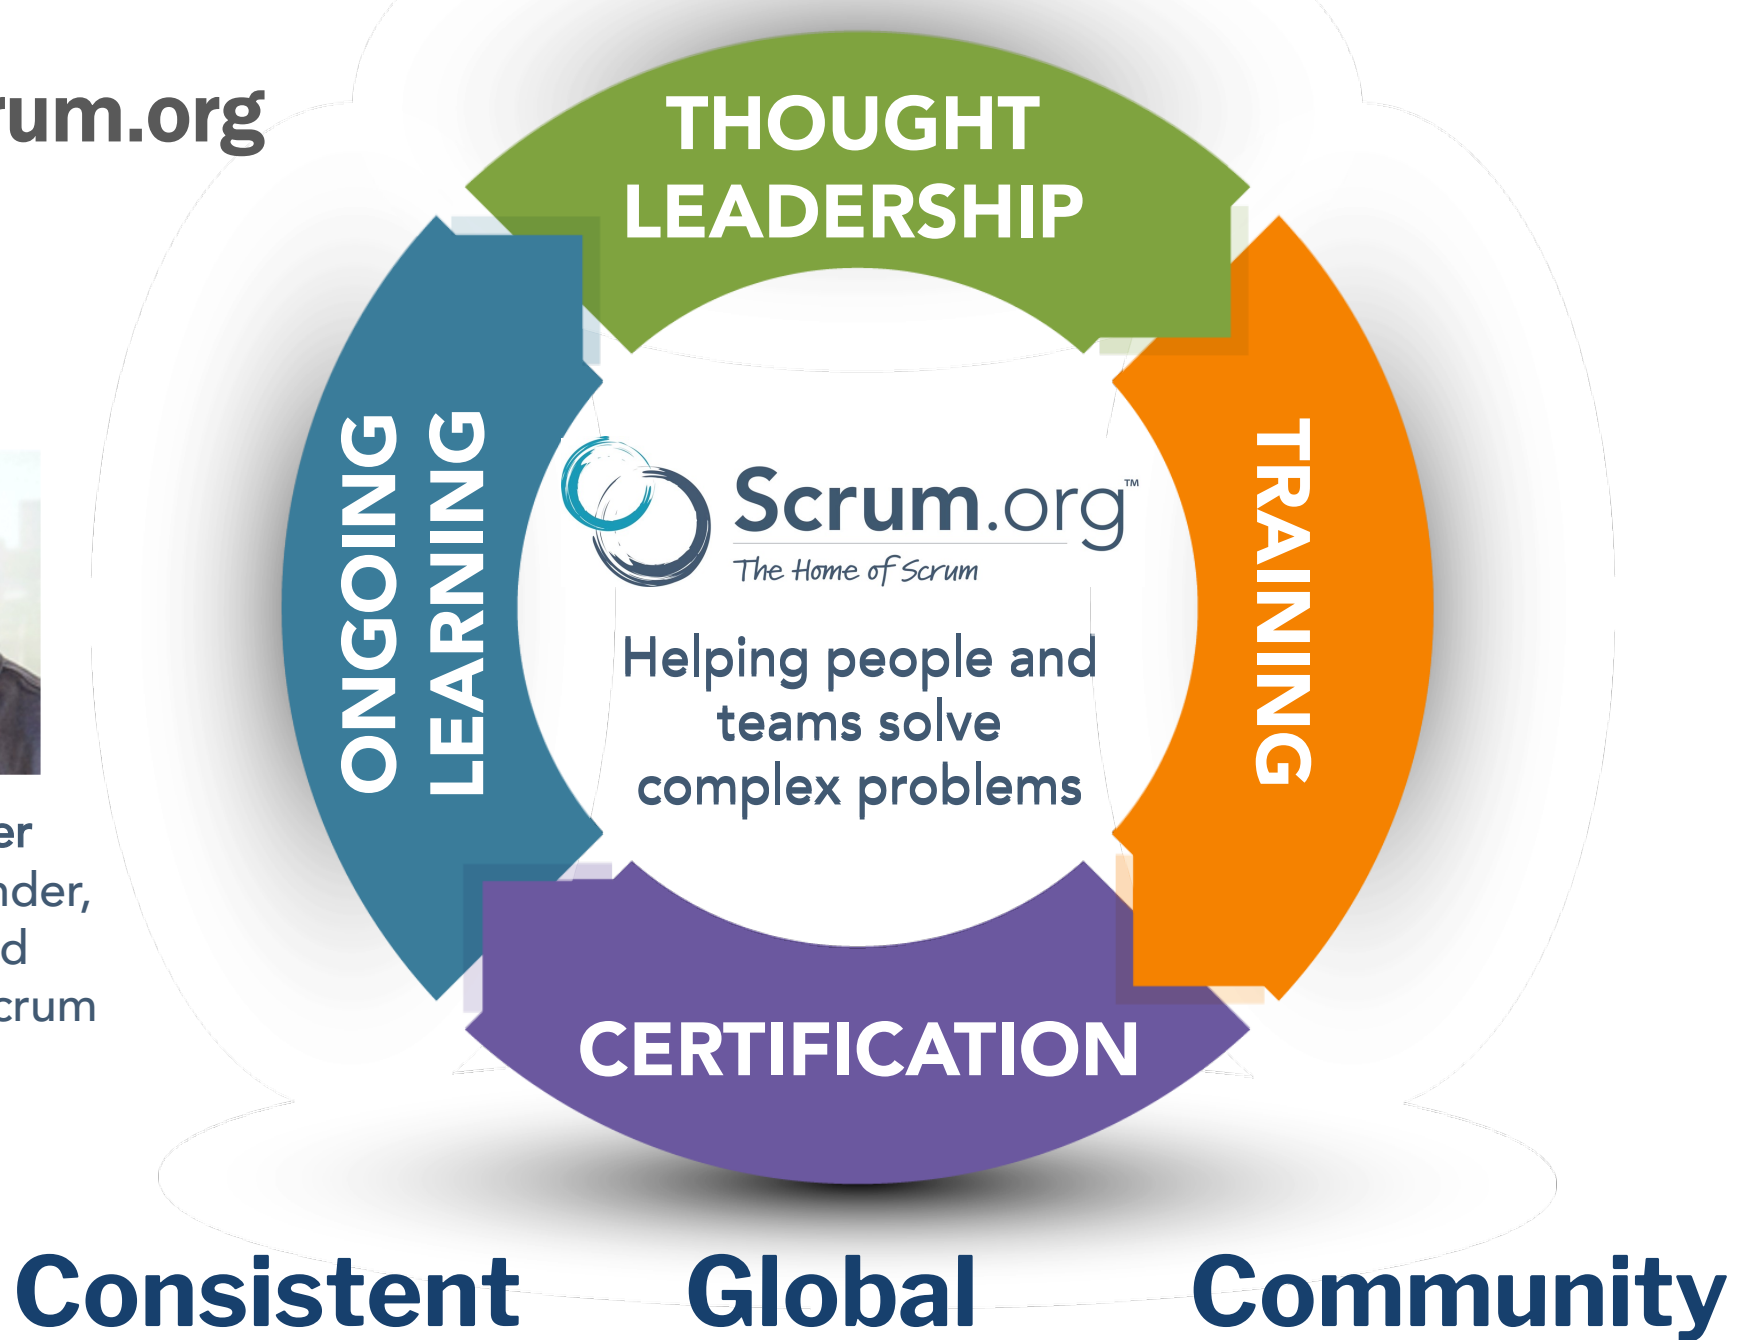 rum.org
THOUGHT
LEADERSHIP
ONGOING
LEARNING
TRAINING
Scrum.org™
The Home of Scrum
Helping people and
teams solve
complex problems
er
nder,
d
crum
CERTIFICATION
Consistent Global Community